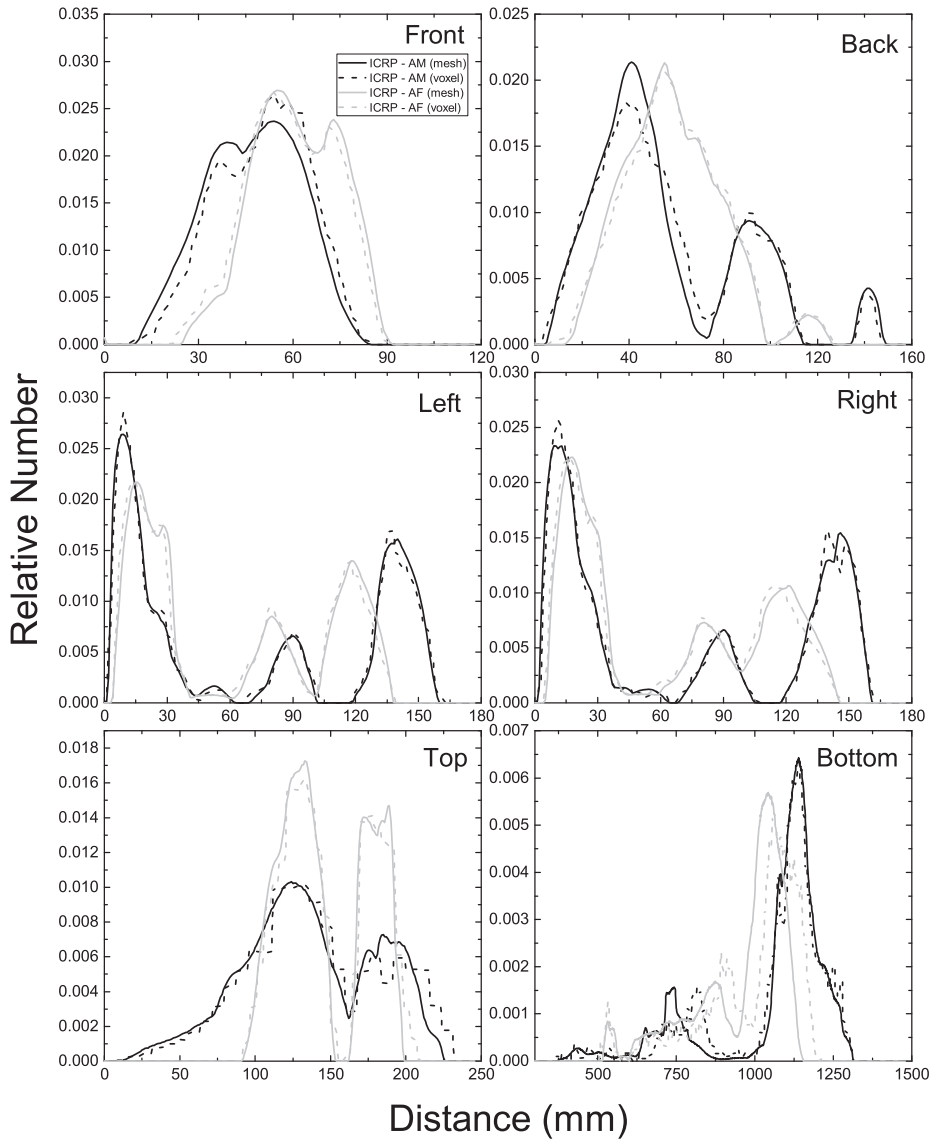 0.035
0.030
0.025
0.020
0.015
0.010
0.005
0.000
0 30 60 90 120
Front
ICRP - AM (mesh)
ICRP - AM (voxel)
ICRP - AF (mesh)
ICRP - AF (voxel)
0.025
0.020
0.015
0.010
0.005
0.000
0 40 80 120 160
Back
0.030
0.025
0.020
0.015
0.010
0.005
0.000
0 30 60 90 120 150 180
Left
0.030
0.025
0.020
0.015
0.010
0.005
0.000
0 30 60 90 120 150 180
Right
0.018
0.016
0.014
0.012
0.010
0.008
0.006
0.004
0.002
0.000
0 50 100 150 200 250
Top
0.007
0.006
0.005
0.004
0.003
0.002
0.001
0.000
500 750 1000 1250 1500
Bottom
Relative Number
Distance (mm)